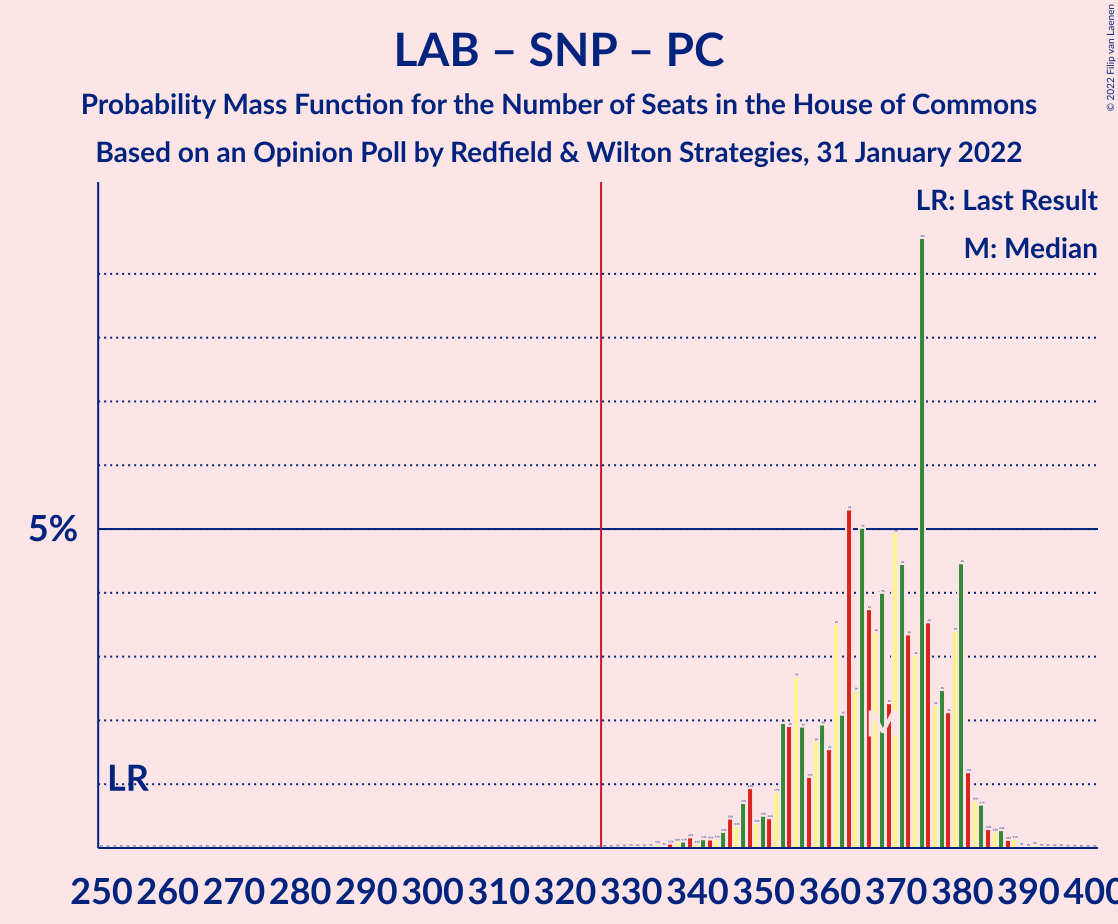 LAB – SNP – PC
Probability Mass Function for the Number of Seats in the House of Commons
Based on an Opinion Poll by Redfield & Wilton Strategies, 31 January 2022
© 2022 Filip van Laenen
LR: Last Result
M: Median
5%
LR
M
250 260 270 280 290 300 310 320 330 340 350 360 370 380 390 400